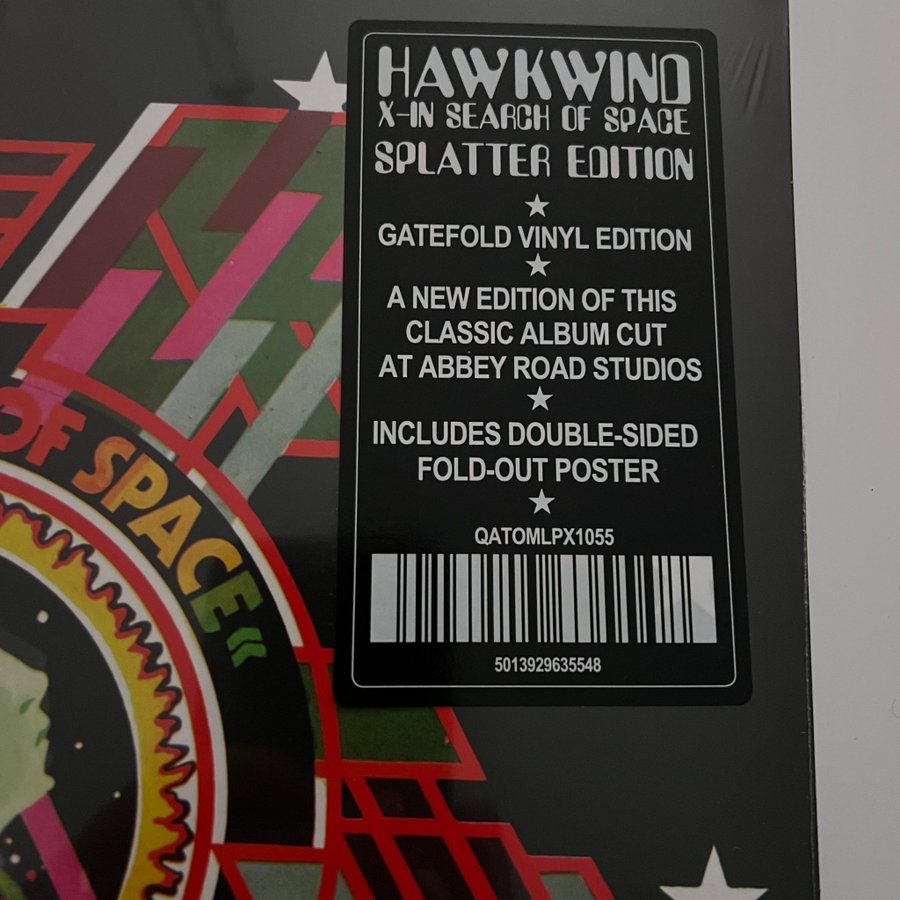 HAWKWIND
X-IN SEARCH OF SPACE
SPLATTER EDITION
GATEFOLD VINYL EDITION
A NEW EDITION OF THIS
CLASSIC ALBUM CUT
AT ABBEY ROAD STUDIOS
INCLUDES DOUBLE-SIDED
FOLD-OUT POSTER
QATOMLPX1055
5013929635548
OF SPACE«